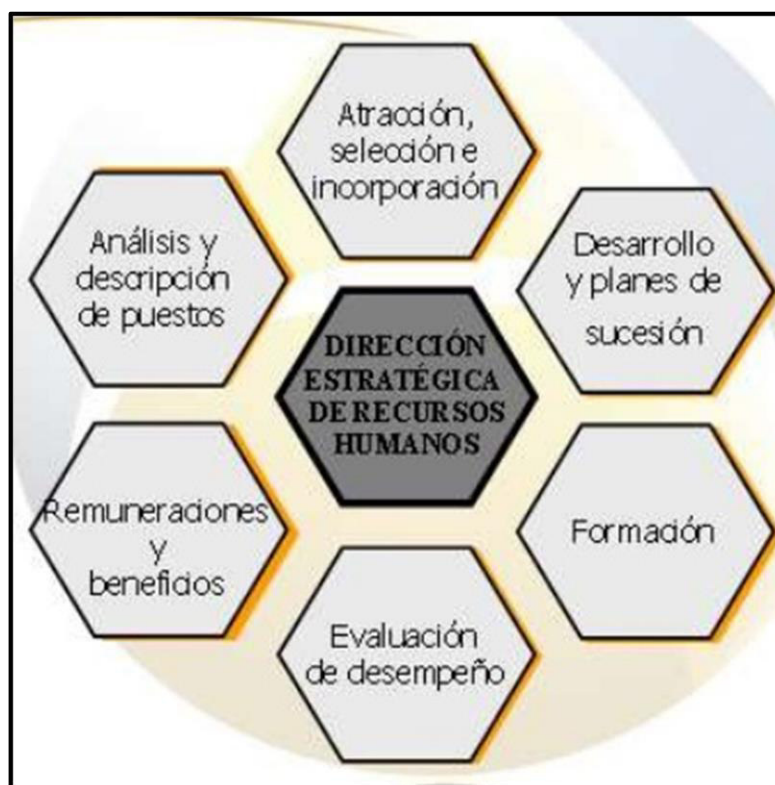 Atracción,
selección e
incorporación
Análisis y
descripción
de puestos
Desarrollo
y planes de
sucesión
DIRECCIÓN
ESTRATÉGICA
DE RECURSOS
HUMANOS
Remuneraciones
y
beneficios
Formación
Evaluación
de desempeño